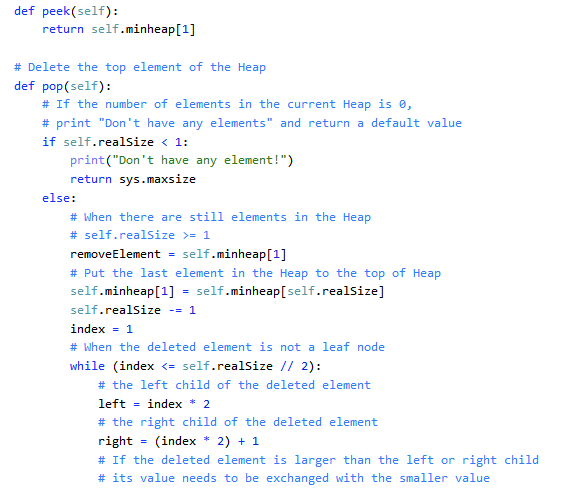 def peek(self):
    return self.minheap[1]

# Delete the top element of the Heap
def pop(self):
    # If the number of elements in the current Heap is 0,
    # print "Don't have any elements" and return a default value
    if self.realSize < 1:
        print("Don't have any element!")
        return sys.maxsize
    else:
        # When there are still elements in the Heap
        # self.realSize >= 1
        removeElement = self.minheap[1]
        # Put the last element in the Heap to the top of Heap
        self.minheap[1] = self.minheap[self.realSize]
        self.realSize -= 1
        index = 1
        # When the deleted element is not a leaf node
        while (index <= self.realSize // 2):
            # the left child of the deleted element
            left = index * 2
            # the right child of the deleted element
            right = (index * 2) + 1
            # If the deleted element is larger than the left or right child
            # its value needs to be exchanged with the smaller value